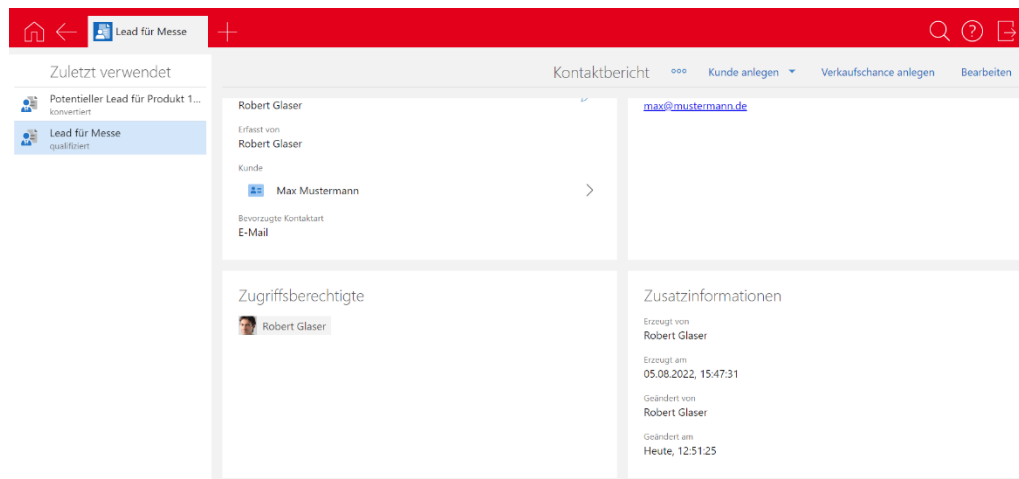 Lead für Messe
Zuletzt verwendet
Potentieller Lead für Produkt 1...
konvertiert
Lead für Messe
qualifiziert
Kontaktbericht
Kunde anlegen
Verkaufschance anlegen
Bearbeiten
Robert Glaser
Erfasst von
Robert Glaser
Kunde
Max Mustermann
Bevorzugte Kontaktart
E-Mail
max@mustermann.de
Zugriffsberechtigte
Robert Glaser
Zusatzinformationen
Erzeugt von
Robert Glaser
Erzeugt am
05.08.2022, 15:47:31
Geändert von
Robert Glaser
Geändert am
Heute, 12:51:25